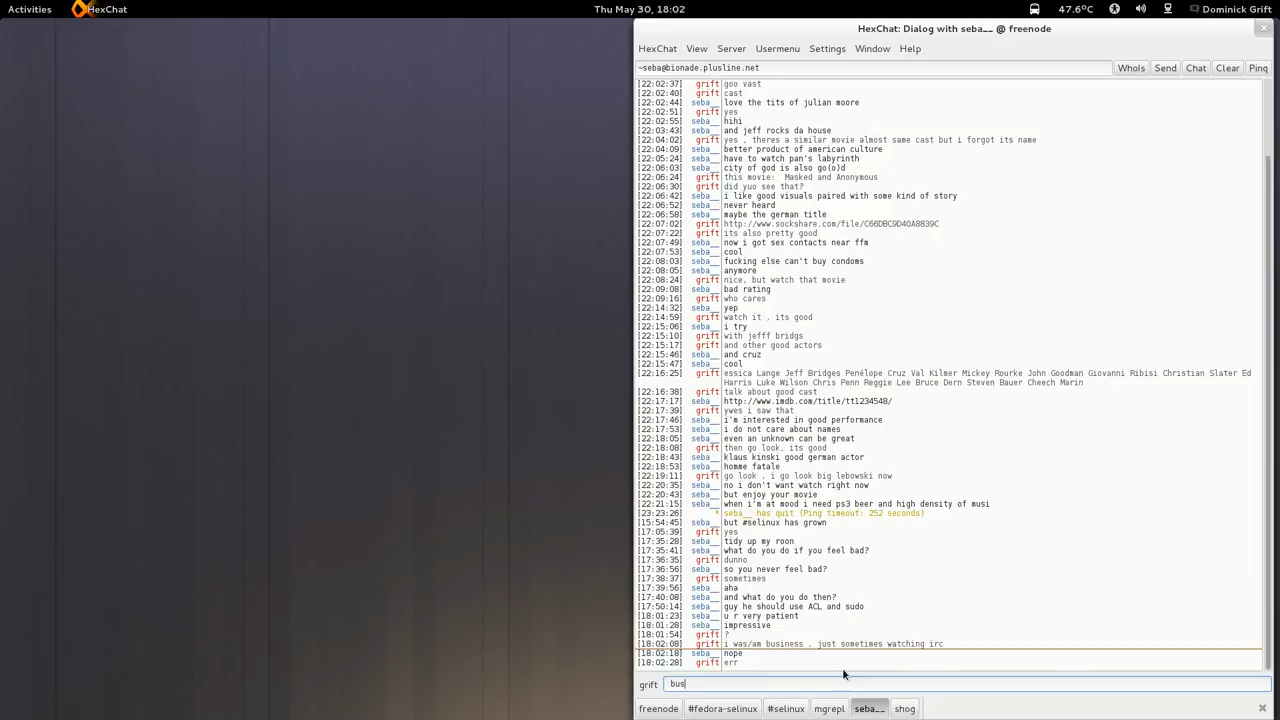 Activities HexChat Thu May 30, 18:02 47.6°C Dominick Grift
HexChat: Dialog with seba__ @ freenode
HexChat View Server Usermenu Settings Window Help
~seba@bionade.plusline.net WhoIs Send Chat Clear Ping
[22:02:37] grift goo vast
[22:02:40] grift cast
[22:02:44] seba__ love the tits of julian moore
[22:02:51] grift yes
[22:02:55] seba__ hihi
[22:03:43] seba__ and jeff rocks da house
[22:04:02] grift yes , theres a similar movie almost same cast but i forgot its name
[22:04:09] seba__ better product of american culture
[22:05:24] seba__ have to watch pan's labyrinth
[22:06:03] seba__ city of god is also go(o)d
[22:06:24] grift this movie:  Masked and Anonymous
[22:06:30] grift did yuo see that?
[22:06:42] seba__ i like good visuals paired with some kind of story
[22:06:52] seba__ never heard
[22:06:58] seba__ maybe the german title
[22:07:02] grift http://www.sockshare.com/file/C66DBC9D40A8839C
[22:07:22] grift its also pretty good
[22:07:49] seba__ now i got sex contacts near ffm
[22:07:53] seba__ cool
[22:08:03] seba__ fucking else can't buy condoms
[22:08:05] seba__ anymore
[22:08:24] grift nice, but watch that movie
[22:09:08] seba__ bad rating
[22:09:16] grift who cares
[22:14:32] seba__ yep
[22:14:59] grift watch it , its good
[22:15:06] seba__ i try
[22:15:10] grift with jefff bridgs
[22:15:17] grift and other good actors
[22:15:46] seba__ and cruz
[22:15:47] seba__ cool
[22:16:25] grift essica Lange Jeff Bridges Penélope Cruz Val Kilmer Mickey Rourke John Goodman Giovanni Ribisi Christian Slater Ed
Harris Luke Wilson Chris Penn Reggie Lee Bruce Dern Steven Bauer Cheech Marin
[22:16:38] grift talk about good cast
[22:17:17] seba__ http://www.imdb.com/title/tt1234548/
[22:17:39] grift ywes i saw that
[22:17:46] seba__ i'm interested in good performance
[22:17:53] seba__ i do not care about names
[22:18:05] seba__ even an unknown can be great
[22:18:08] grift then go look, its good
[22:18:43] seba__ klaus kinski good german actor
[22:18:53] seba__ homme fatale
[22:19:11] grift go look , i go look big lebowski now
[22:20:35] seba__ no i don't want watch right now
[22:20:43] seba__ but enjoy your movie
[22:21:15] seba__ when i'm at mood i need ps3 beer and high density of musi
[23:23:26] * seba__ has quit (Ping timeout: 252 seconds)
[15:54:45] seba__ but #selinux has grown
[17:05:39] grift yes
[17:35:28] seba__ tidy up my roon
[17:35:41] seba__ what do you do if you feel bad?
[17:36:35] grift dunno
[17:36:56] seba__ so you never feel bad?
[17:38:37] grift sometimes
[17:39:56] seba__ aha
[17:40:08] seba__ and what do you do then?
[17:50:14] seba__ guy he should use ACL and sudo
[18:01:23] seba__ u r very patient
[18:01:28] seba__ impressive
[18:01:54] grift ?
[18:02:08] grift i was/am business , just sometimes watching irc
[18:02:18] seba__ nope
[18:02:28] grift err
grift bus
freenode #fedora-selinux #selinux mgrepl seba__ shog